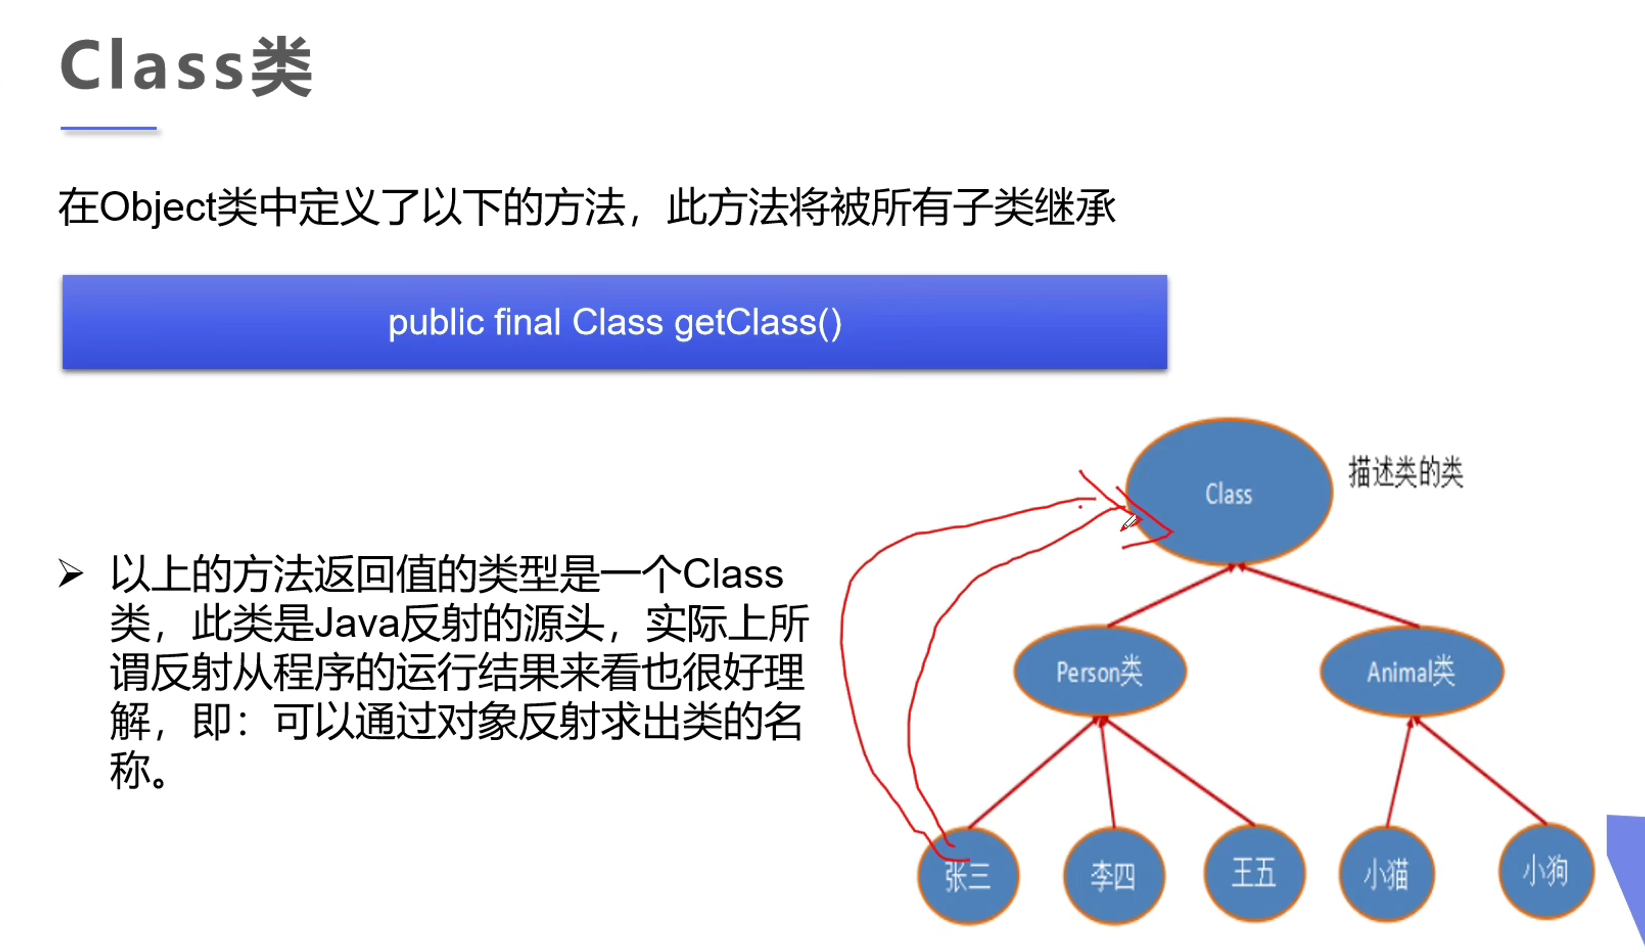 Class类
在Object类中定义了以下的方法，此方法将被所有子类继承
public final Class getClass()
描述类的类
Class
➢ 以上的方法返回值的类型是一个Class
类，此类是Java反射的源头，实际上所
谓反射从程序的运行结果来看也很好理
解，即：可以通过对象反射求出类的名
称。
Person类
Animal类
张三
李四
王五
小猫
小狗